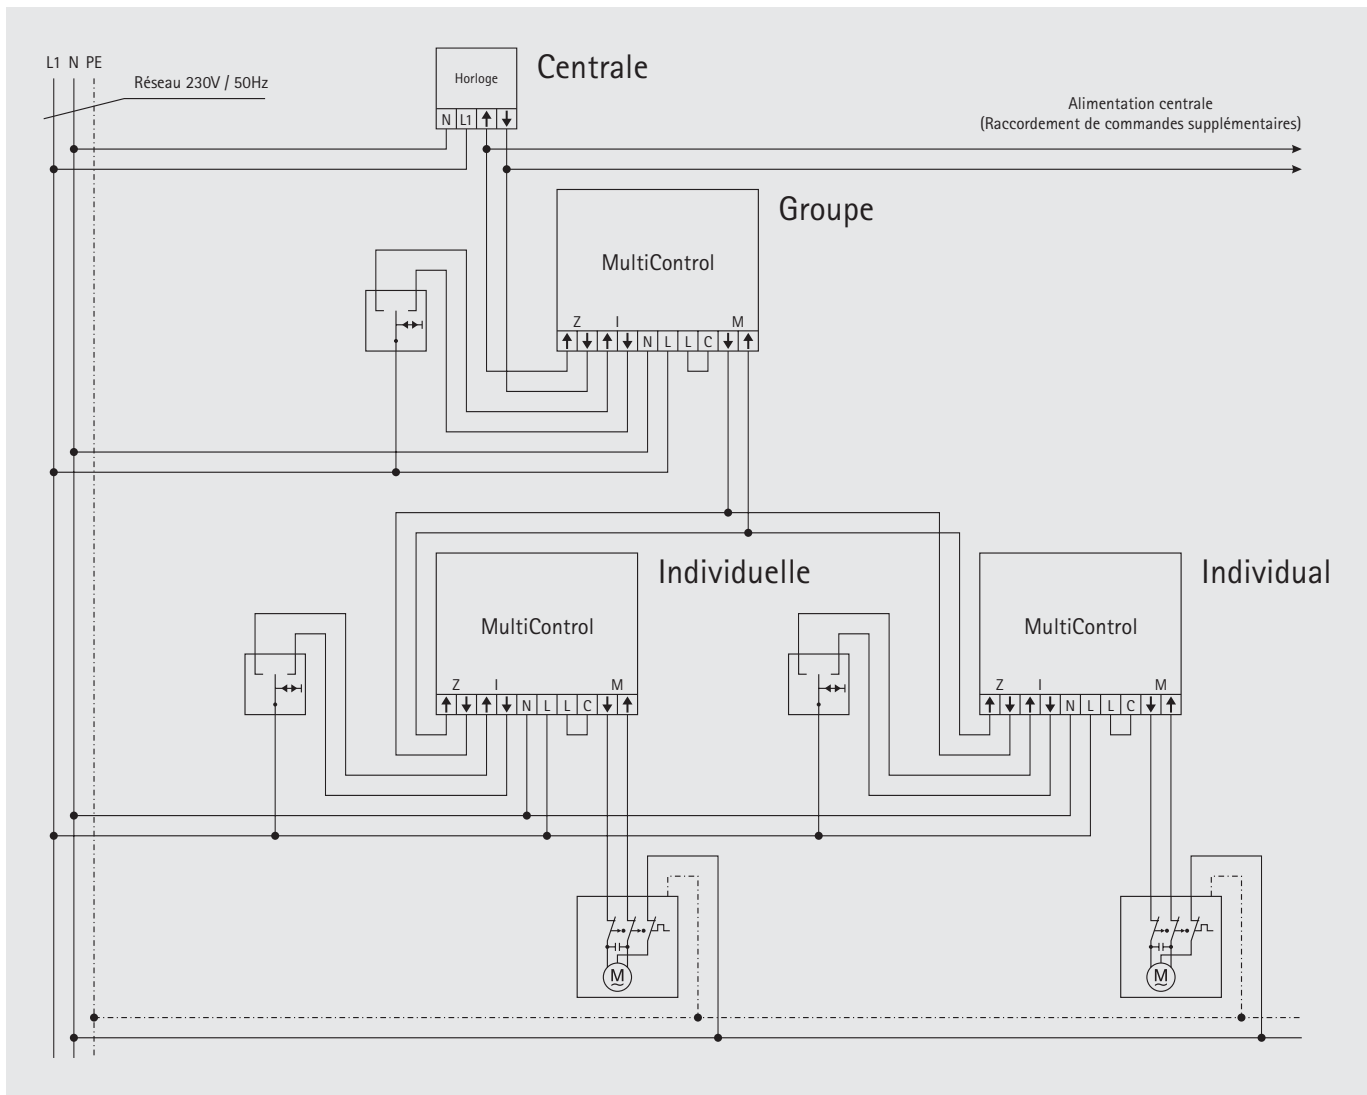 L1 N PE
Réseau 230V / 50Hz
Horloge
Centrale
N L1
Alimentation centrale
(Raccordement de commandes supplémentaires)
Groupe
MultiControl
Z I M
N L L C
Individuelle
MultiControl
Z I M
N L L C
Individual
MultiControl
Z I M
N L L C
M
M